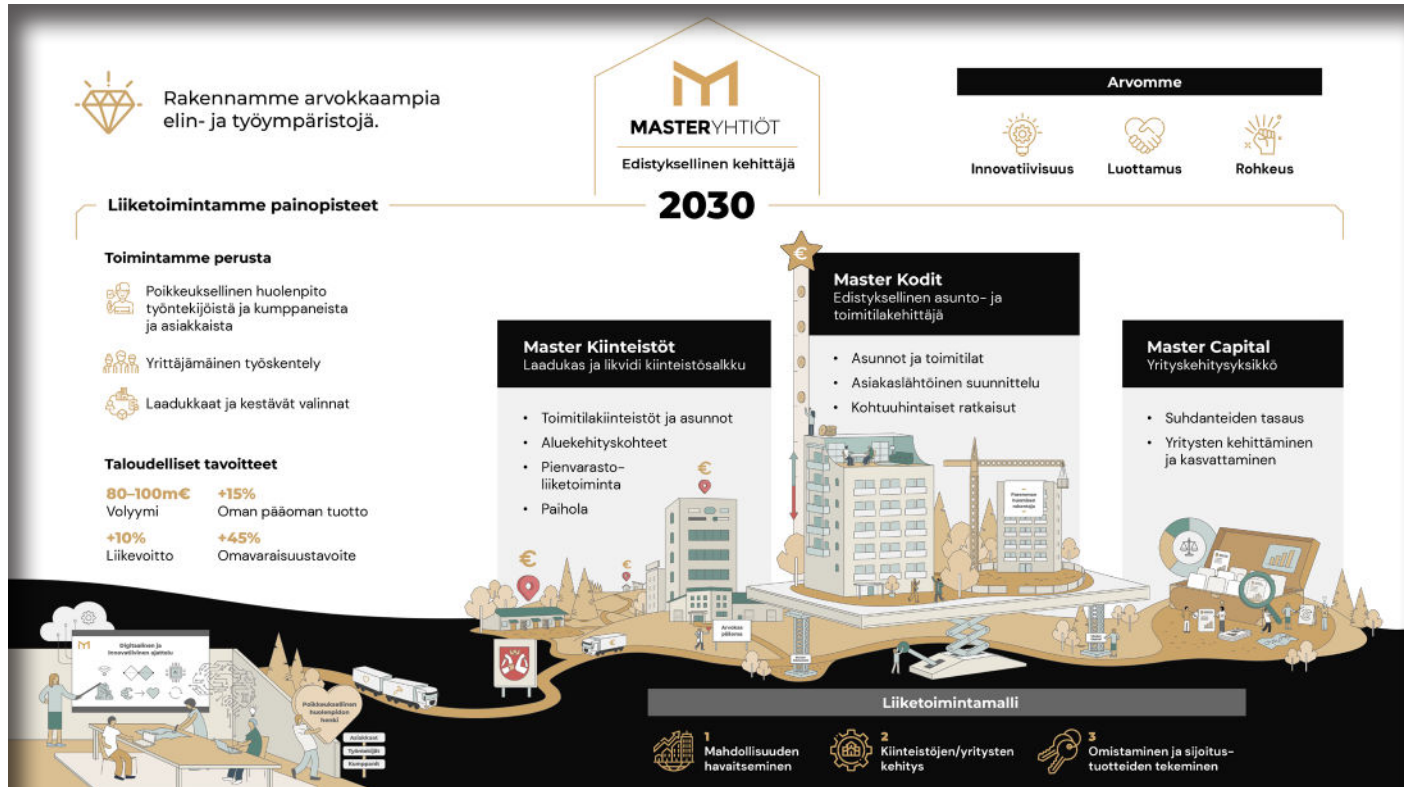 Rakennamme arvokkaampia
elin- ja työympäristöjä.
MASTERYHTIÖT
Edistyksellinen kehittäjä
2030
Arvomme
Innovatiivisuus
Luottamus
Rohkeus
Liiketoimintamme painopisteet
Toimintamme perusta
Poikkeuksellinen huolenpito
työntekijöistä ja kumppaneista
ja asiakkaista
Yrittäjämäinen työskentely
Laadukkaat ja kestävät valinnat
Taloudelliset tavoitteet
80–100m€
Volyymi
+15%
Oman pääoman tuotto
+10%
Liikevoitto
+45%
Omavaraisuustavoite
Master Kiinteistöt
Laadukas ja likvidi kiinteistösalkku
• Toimitilakiinteistöt ja asunnot
• Aluekehityskohteet
• Pienvarasto-
liiketoiminta
• Paihola
€
€
€
€
Master Kodit
Edistyksellinen asunto- ja
toimitilakehittäjä
• Asunnot ja toimitilat
• Asiakaslähtöinen suunnittelu
• Kohtuuhintaiset ratkaisut
Master Capital
Yrityskehitysyksikkö
• Suhdanteiden tasaus
• Yritysten kehittäminen
ja kasvattaminen
Arvokas
pääoma
Digitaalinen ja
innovatiivinen ajattelu
€
Poikkeuksellinen
huolenpidon
henki
Asiakkaat
Työntekijät
Kumppanit
Liiketoimintamalli
1
Mahdollisuuden
havaitseminen
2
Kiinteistöjen/yritysten
kehitys
3
Omistaminen ja sijoitus-
tuotteiden tekeminen